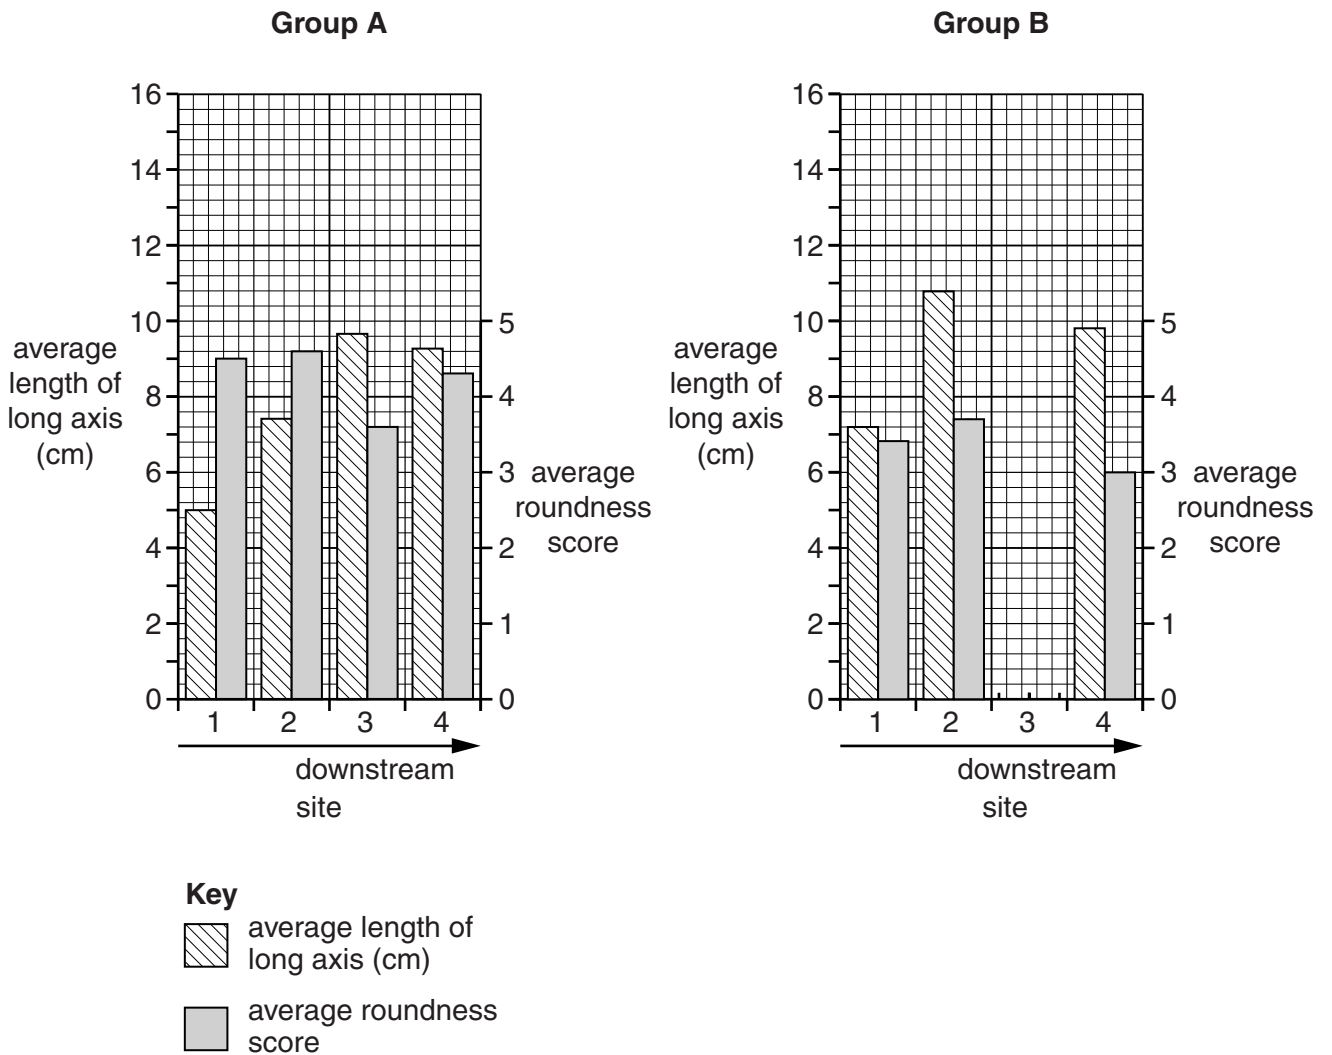 Group A
16
14
12
10
8
6
4
2
0
average
length of
long axis
(cm)
5
4
3
2
1
0
average
roundness
score
1 2 3 4
downstream
site
Group B
16
14
12
10
8
6
4
2
0
average
length of
long axis
(cm)
5
4
3
2
1
0
average
roundness
score
1 2 3 4
downstream
site
Key
average length of
long axis (cm)
average roundness
score